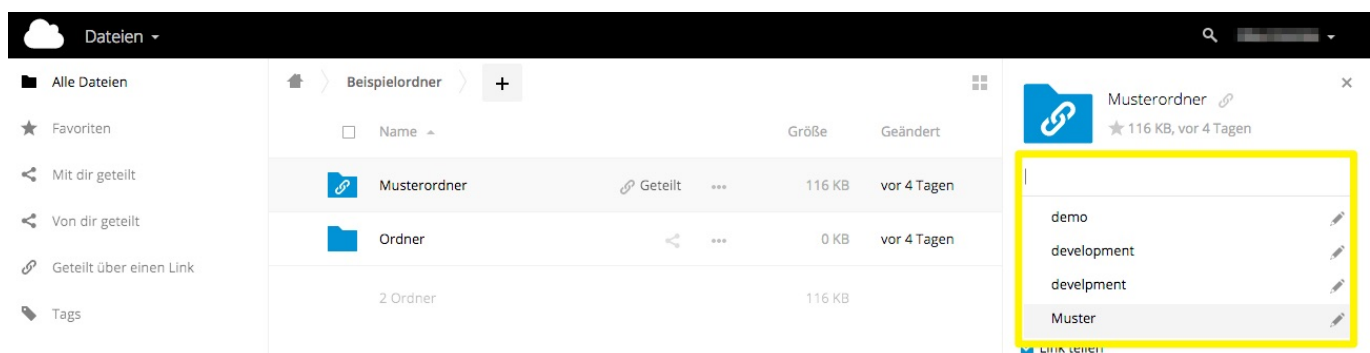 Dateien
Alle Dateien
Favoriten
Mit dir geteilt
Von dir geteilt
Geteilt über einen Link
Tags
Beispielordner +
Name Größe Geändert
Musterordner Geteilt ... 116 KB vor 4 Tagen
Ordner ... 0 KB vor 4 Tagen
2 Ordner 116 KB
Musterordner
116 KB, vor 4 Tagen
demo
development
develpment
Muster
Link teilen